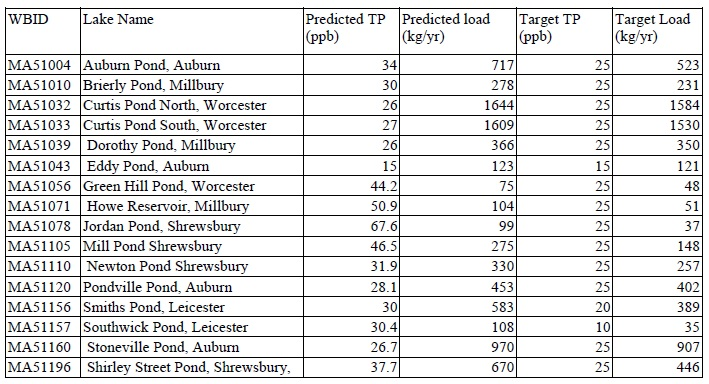 WBID Lake Name Predicted TP (ppb) Predicted load (kg/yr) Target TP (ppb) Target Load (kg/yr)
MA51004 Auburn Pond, Auburn 34 717 25 523
MA51010 Brierly Pond, Millbury 30 278 25 231
MA51032 Curtis Pond North, Worcester 26 1644 25 1584
MA51033 Curtis Pond South, Worcester 27 1609 25 1530
MA51039 Dorothy Pond, Millbury 26 366 25 350
MA51043 Eddy Pond, Auburn 15 123 15 121
MA51056 Green Hill Pond, Worcester 44.2 75 25 48
MA51071 Howe Reservoir, Millbury 50.9 104 25 51
MA51078 Jordan Pond, Shrewsbury 67.6 99 25 37
MA51105 Mill Pond Shrewsbury 46.5 275 25 148
MA51110 Newton Pond Shrewsbury 31.9 330 25 257
MA51120 Pondville Pond, Auburn 28.1 453 25 402
MA51156 Smiths Pond, Leicester 30 583 20 389
MA51157 Southwick Pond, Leicester 30.4 108 10 35
MA51160 Stoneville Pond, Auburn 26.7 970 25 907
MA51196 Shirley Street Pond, Shrewsbury, 37.7 670 25 446